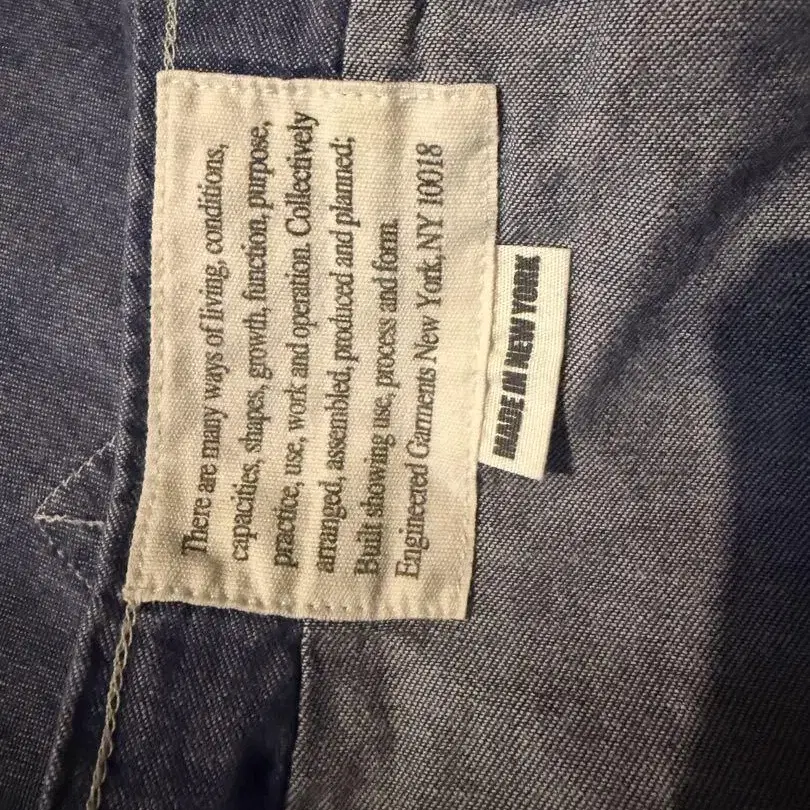 There are many ways of living, conditions,
capacities, shapes, growth, function, purpose,
practice, use, work and operation. Collectively
arranged, assembled, produced and planned;
Built showing use, process and form.
Engineered Garments New York, NY 10018
MADE IN NEW YORK